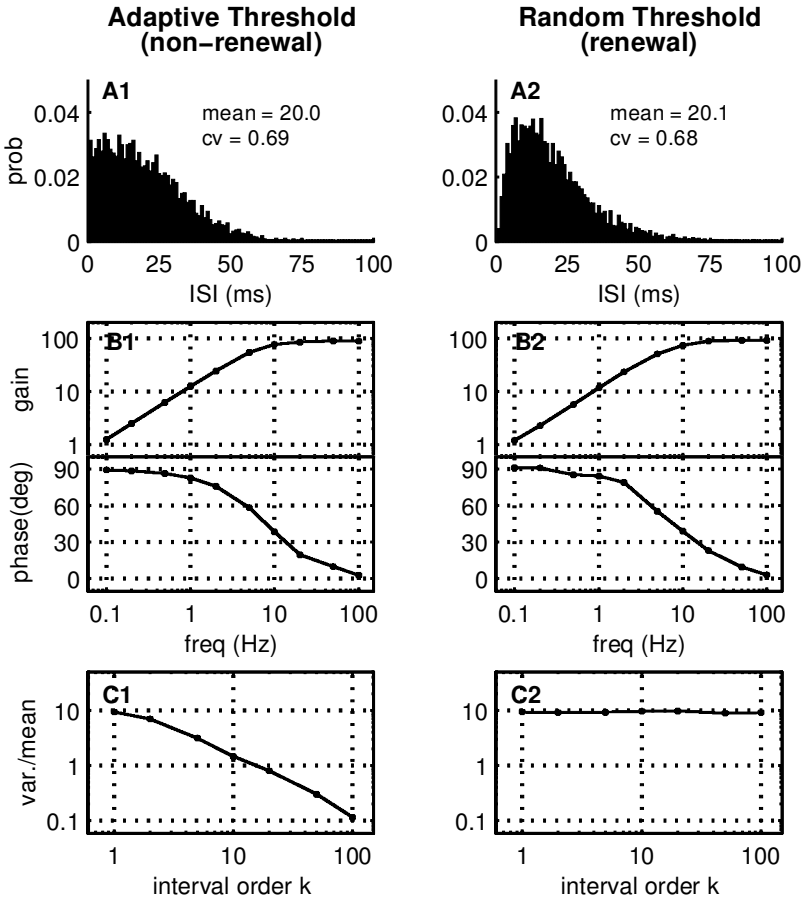 Adaptive Threshold
(non−renewal)
Random Threshold
(renewal)
A1
mean = 20.0
cv = 0.69
prob
0.04
0.02
0
0 25 50 75 100
ISI (ms)
A2
mean = 20.1
cv = 0.68
0.04
0.02
0
0 25 50 75 100
ISI (ms)
B1
gain
100
10
1
phase(deg)
90
60
30
0
0.1 1 10 100
freq (Hz)
B2
100
10
1
90
60
30
0
0.1 1 10 100
freq (Hz)
C1
var./mean
10
1
0.1
1 10 100
interval order k
C2
10
1
0.1
1 10 100
interval order k